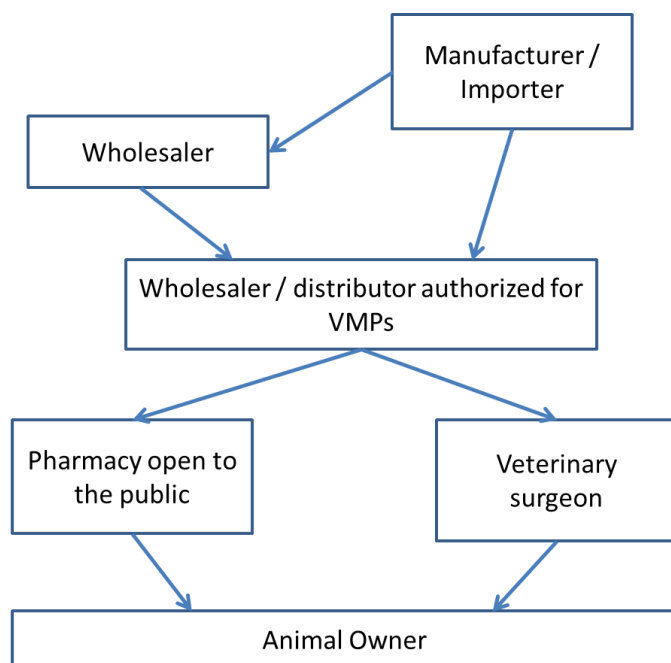 Manufacturer /
Importer
Wholesaler
Wholesaler / distributor authorized for
VMPs
Pharmacy open to
the public
Veterinary
surgeon
Animal Owner